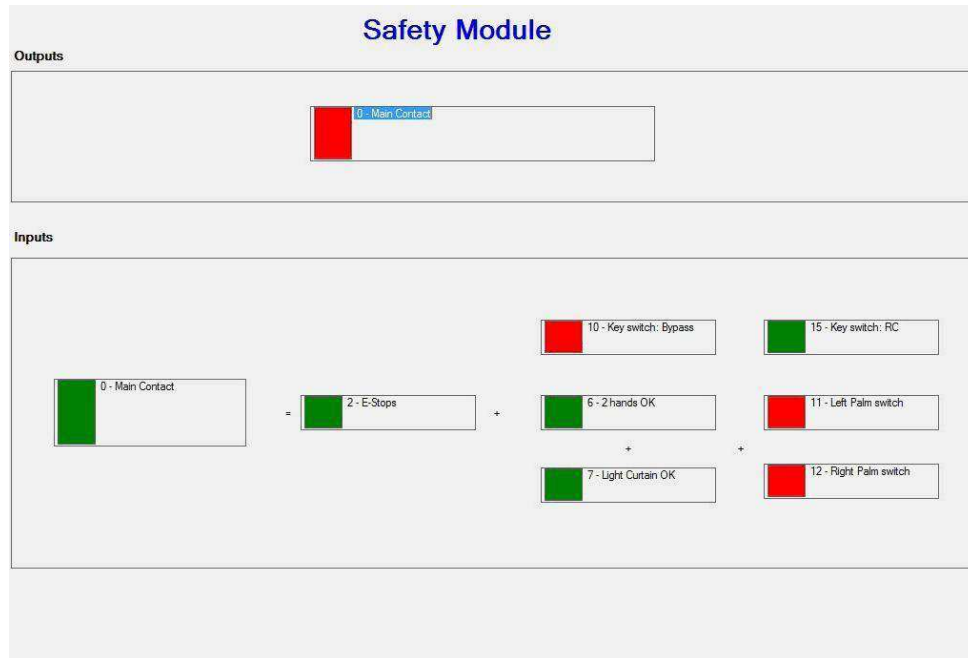 Safety Module
Outputs
0 - Main Contact
Inputs
10 - Key switch: Bypass
15 - Key switch: RC
0 - Main Contact
=
2 - E-Stops
+
6 - 2 hands OK
11 - Left Palm switch
+
+
7 - Light Curtain OK
12 - Right Palm switch